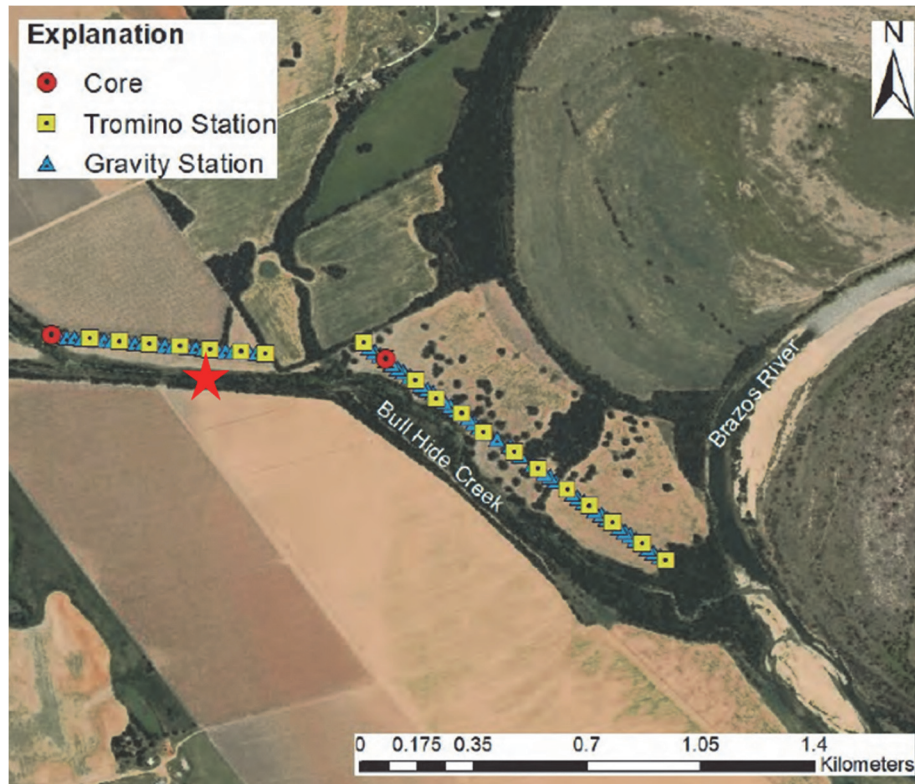 Explanation
Core
Tromino Station
Gravity Station
N
Bull Hide Creek
Brazos River
0 0.175 0.35 0.7 1.05 1.4
Kilometers